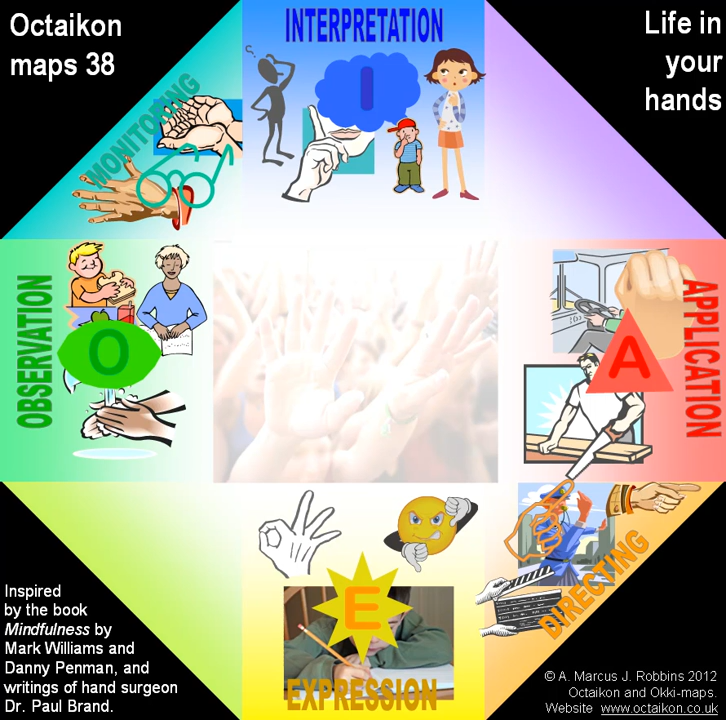 Octaikon
maps 38
INTERPRETATION
Life in
your
hands
MONITORING
I
OBSERVATION
O
APPLICATION
A
DIRECTING
E
EXPRESSION
Inspired
by the book
Mindfulness by
Mark Williams and
Danny Penman, and
writings of hand surgeon
Dr. Paul Brand.
© A. Marcus J. Robbins 2012
Octaikon and Okki-maps.
Website www.octaikon.co.uk